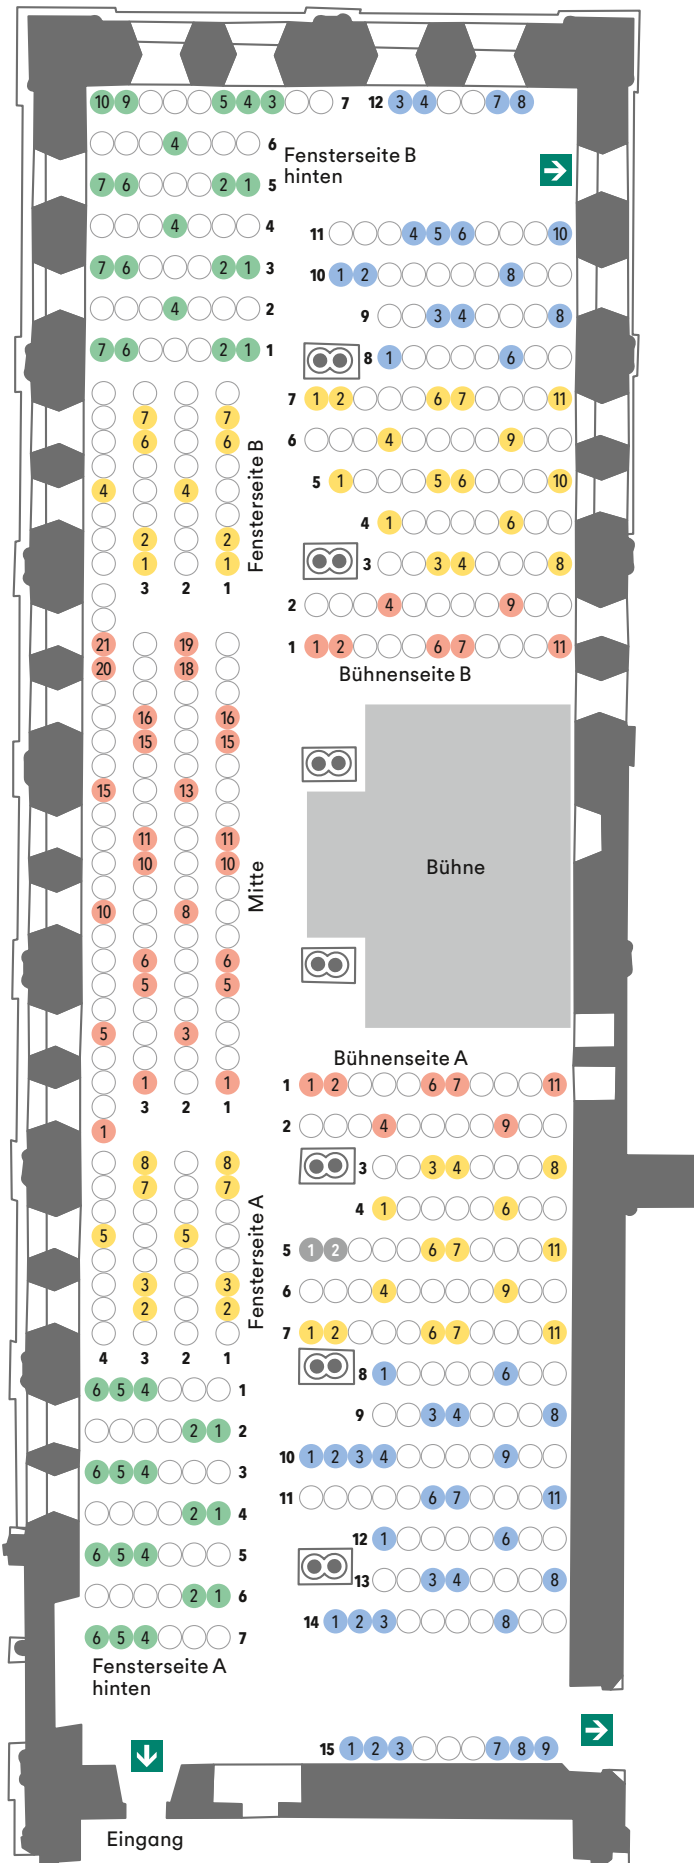 10 9 5 4 3 7 12 3 4 7 8
4 6
Fensterseite B
hinten
7 6 2 1 5
4 4
11 4 5 6 10
7 6 2 1 3
10 1 2 8
4 2
9 3 4 8
7 6 2 1 1
8 1 6
7 1 2 6 7 11
7 7
6 6
6 4 9
5 1 5 6 10
4 4
Fensterseite B
4 1 6
2 2
1 1
3 3 4 8
3 2 1
2 4 9
1 1 2 6 7 11
Bühnenseite B
21 19
20 18
16 16
15 15
15 13
11 11
10 10
Mitte
Bühne
10 8
6 6
5 5
5 3
1 1
3 2 1
1
Bühnenseite A
1 1 2 6 7 11
2 4 9
8 8
3 3 4 8
7 7
4 1 6
5 5
Fensterseite A
5 1 2 6 7 11
3 3
6 4 9
2 2
7 1 2 6 7 11
4 3 2 1
8 1 6
6 5 4 1
9 3 4 8
2 1 2
10 1 2 3 4 9
6 5 4 3
11 6 7 11
2 1 4
12 1 6
6 5 4 5
13 3 4 8
2 1 6
14 1 2 3 8
6 5 4 7
Fensterseite A
hinten
15 1 2 3 7 8 9
Eingang